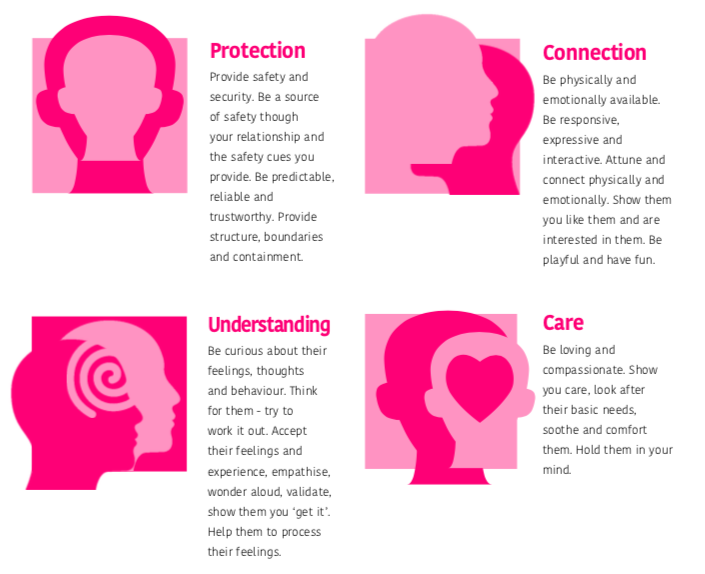 Protection
Provide safety and
security. Be a source
of safety though
your relationship and
the safety cues you
provide. Be predictable,
reliable and
trustworthy. Provide
structure, boundaries
and containment.
Connection
Be physically and
emotionally available.
Be responsive,
expressive and
interactive. Attune and
connect physically and
emotionally. Show them
you like them and are
interested in them. Be
playful and have fun.
Understanding
Be curious about their
feelings, thoughts
and behaviour. Think
for them - try to
work it out. Accept
their feelings and
experience, empathise,
wonder aloud, validate,
show them you ‘get it’.
Help them to process
their feelings.
Care
Be loving and
compassionate. Show
you care, look after
their basic needs,
soothe and comfort
them. Hold them in your
mind.